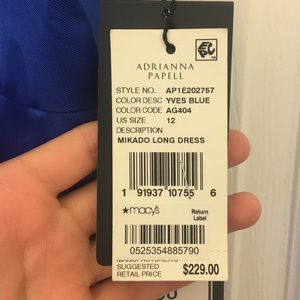 ADRIANNA
PAPELL
STYLE NO. AP1E202757
COLOR DESC YVES BLUE
COLOR CODE AG404
US SIZE 12
DESCRIPTION
MIKADO LONG DRESS
1 91937 10755 6
★macy's Return
Label
0525354885790
MANUFACTURERS
SUGGESTED
RETAIL PRICE $229.00